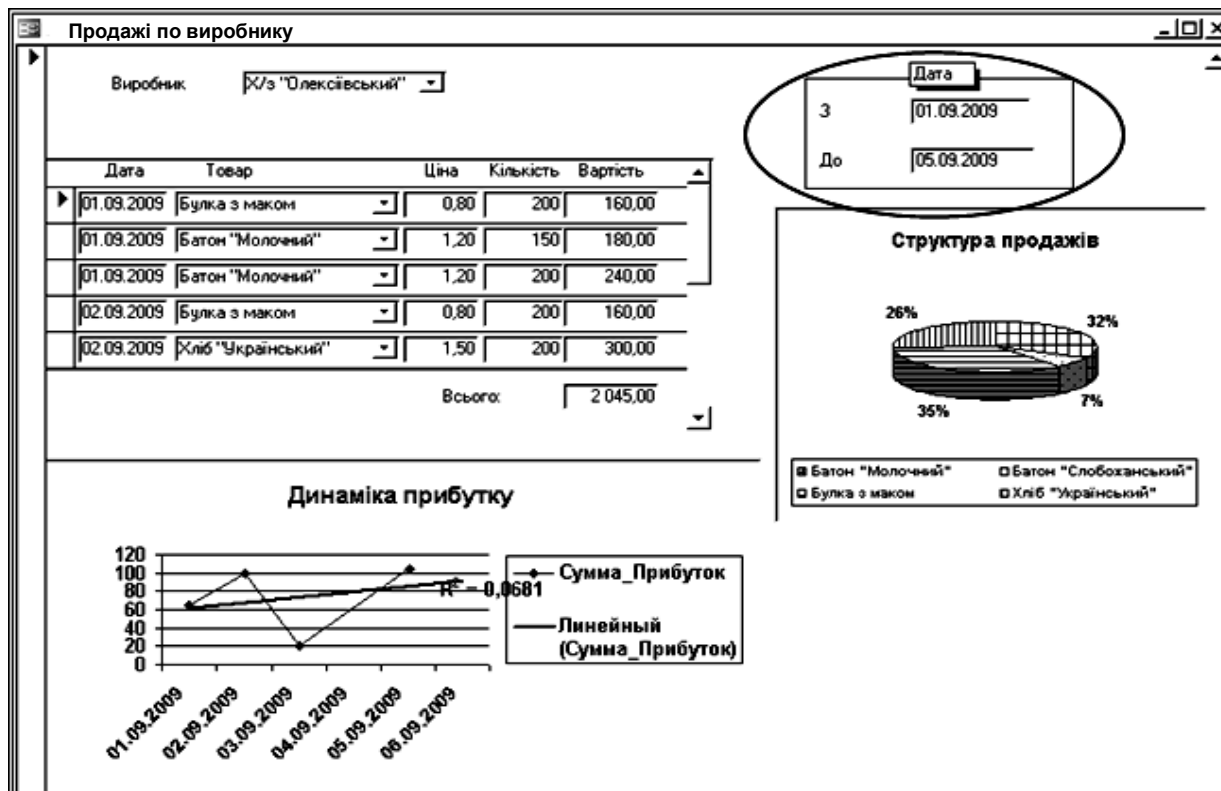 Продажі по виробнику
Виробник Х/з "Олексіївський"
Дата
З 01.09.2009
До 05.09.2009
Дата Товар Ціна Кількість Вартість
01.09.2009 Булка з маком 0,80 200 160,00
01.09.2009 Батон "Молочний" 1,20 150 180,00
01.09.2009 Батон "Молочний" 1,20 200 240,00
02.09.2009 Булка з маком 0,80 200 160,00
02.09.2009 Хліб "Український" 1,50 200 300,00
Всього: 2 045,00
Структура продажів
26% 32%
35% 7%
Батон "Молочний" Батон "Слобоханський"
Булка з маком Хліб "Український"
Динаміка прибутку
120
100
80
60
40
20
0
R² = 0,0681
01.09.2009
02.09.2009
03.09.2009
04.09.2009
05.09.2009
06.09.2009
Сумма_Прибуток
Линейный
(Сумма_Прибуток)